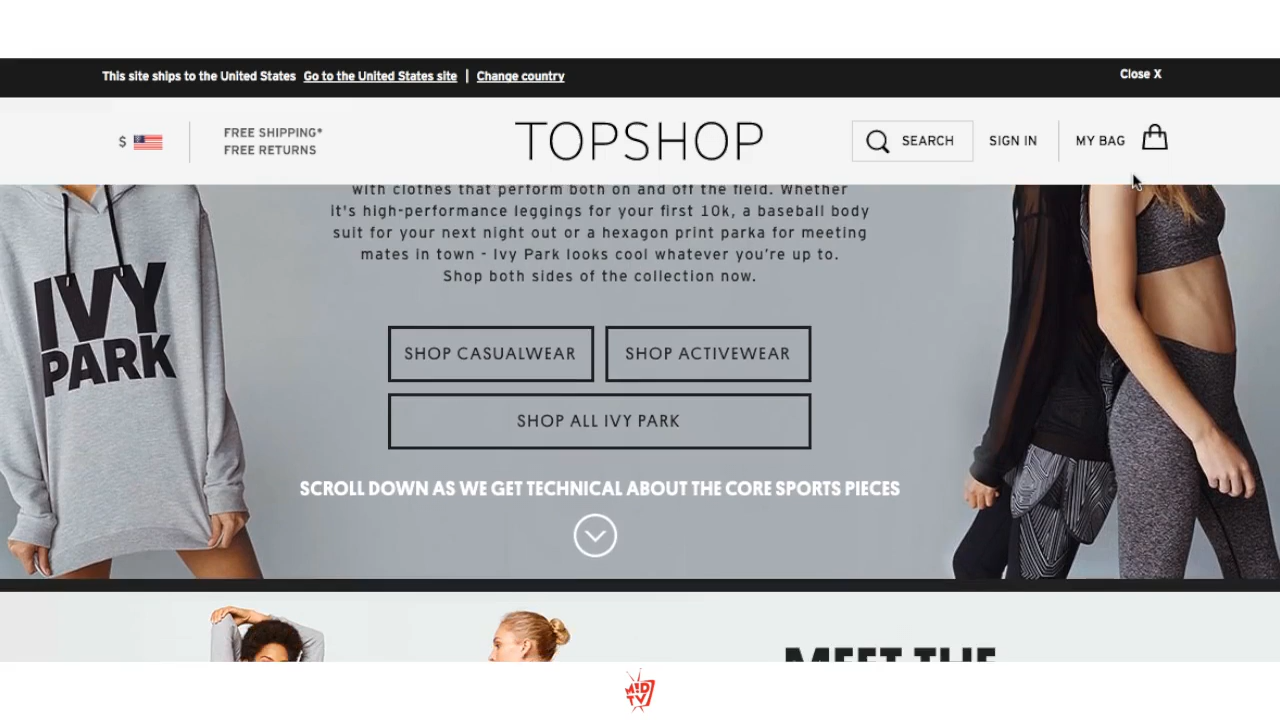 This site ships to the United States Go to the United States site | Change country
Close X
$
FREE SHIPPING*
FREE RETURNS
TOPSHOP
SEARCH
SIGN IN
MY BAG
with clothes that perform both on and off the field. Whether
it's high-performance leggings for your first 10k, a baseball body
suit for your next night out or a hexagon print parka for meeting
mates in town - Ivy Park looks cool whatever you're up to.
Shop both sides of the collection now.
IVY
PARK
SHOP CASUALWEAR
SHOP ACTIVEWEAR
SHOP ALL IVY PARK
SCROLL DOWN AS WE GET TECHNICAL ABOUT THE CORE SPORTS PIECES
MEET THE
M!D
TV